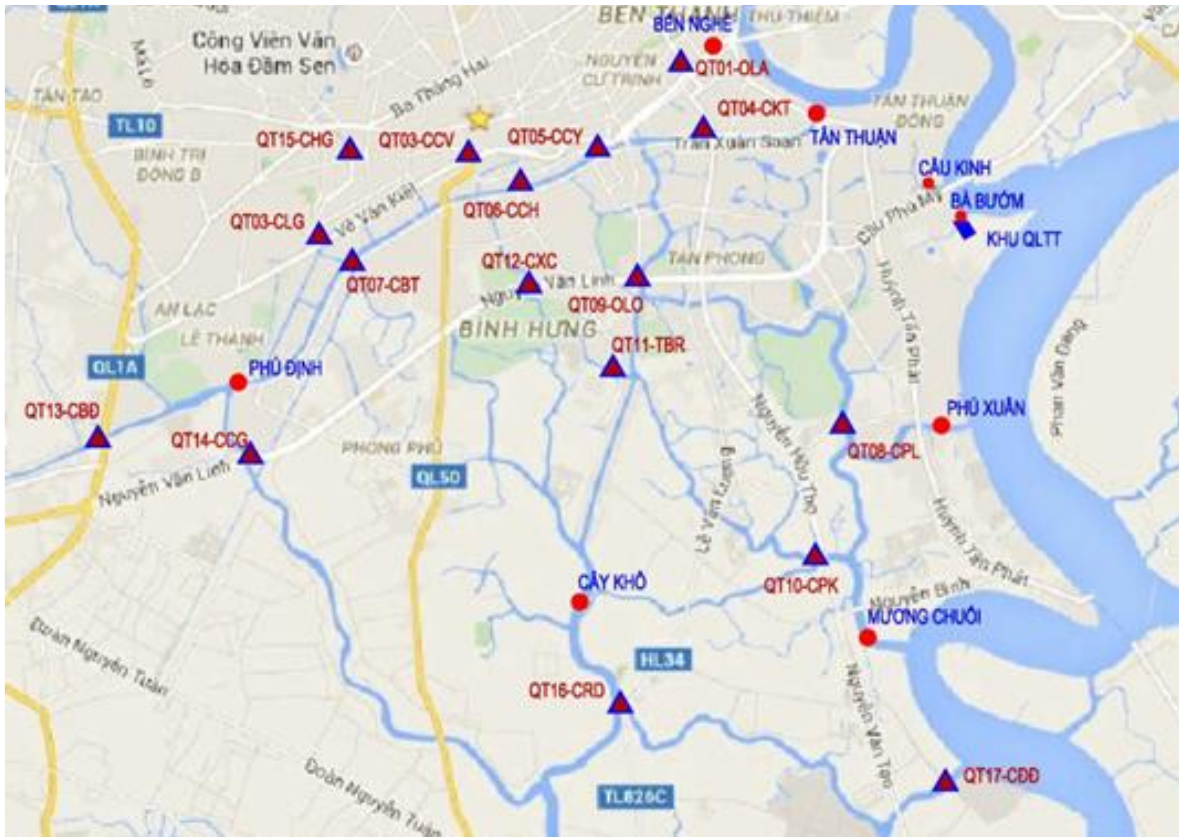 BẾN THÀNH
THU THIÊM
BẾN NGHÉ
Công Viên Văn
Hóa Đầm Sen
NGUYỄN
CƯ TRINH
QT01-OLA
Ba Tháng Hai
TÂN TẠO
TL10
QT15-CHG
QT03-CCV
QT05-CCY
QT04-CKT
TÂN THUẬN
ĐÔNG
Trần Xuân Soạn
TÂN THUẬN
BÌNH TRỊ
ĐÔNG B
CẦU KINH
QT06-CCH
BÀ BƯỚM
Cầu Phú Mỹ
KHU QLTT
QT03-CLG
Võ Văn Kiệt
QT12-CXC
TÂN PHONG
QT07-CBT
Nguyễn Văn Linh
QT09-OLO
AN LẠC
LÊ THÀNH
BÌNH HƯNG
Huỳnh Tấn Phát
Phan Văn Đáng
QL1A
PHÚ ĐỊNH
QT11-TBR
PHÚ XUÂN
QT13-CBĐ
QT14-CCG
PHONG PHÚ
QT08-CPL
Nguyễn Hữu Thọ
Nguyễn Văn Linh
QL50
Lê Văn Lương
Huỳnh Tấn Phát
QT10-CPK
CÂY KHÔ
Nguyễn Bình
MƯƠNG CHUỐI
Đoàn Nguyễn Tuấn
HL34
QT16-CRD
Nguyễn Văn Tạo
Đoàn Nguyễn Tuấn
QT17-CĐĐ
TL826C